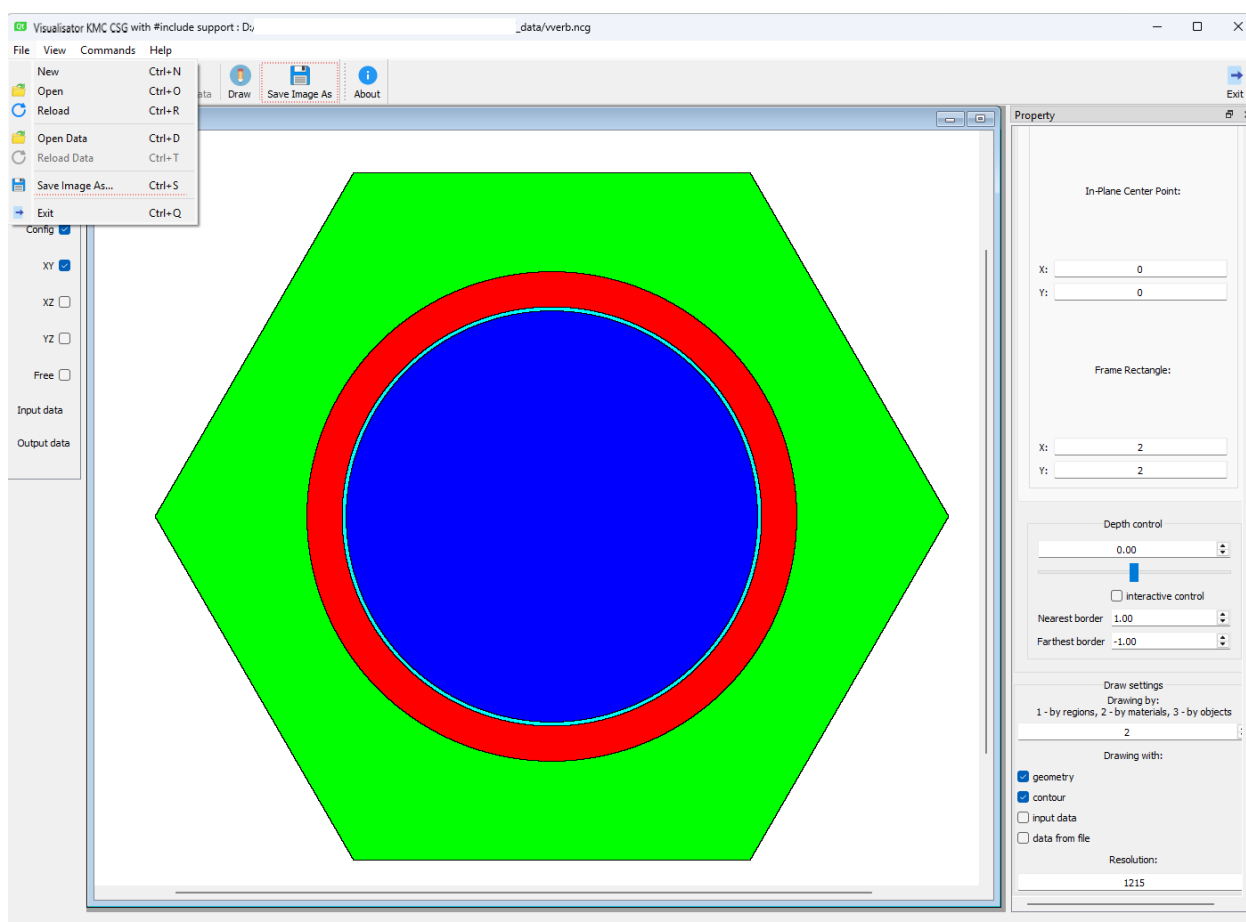 Visualisator KMC CSG with #include support : D:/ _data/vverb.ncg
File View Commands Help
New Ctrl+N
Open Ctrl+O
Reload Ctrl+R
Open Data Ctrl+D
Reload Data Ctrl+T
Save Image As... Ctrl+S
Exit Ctrl+Q
Draw Save Image As About Exit
Config
XY
XZ
YZ
Free
Input data
Output data
Property
In-Plane Center Point:
X: 0
Y: 0
Frame Rectangle:
X: 2
Y: 2
Depth control
0.00
interactive control
Nearest border 1.00
Farthest border -1.00
Draw settings
Drawing by:
1 - by regions, 2 - by materials, 3 - by objects
2
Drawing with:
geometry
contour
input data
data from file
Resolution:
1215